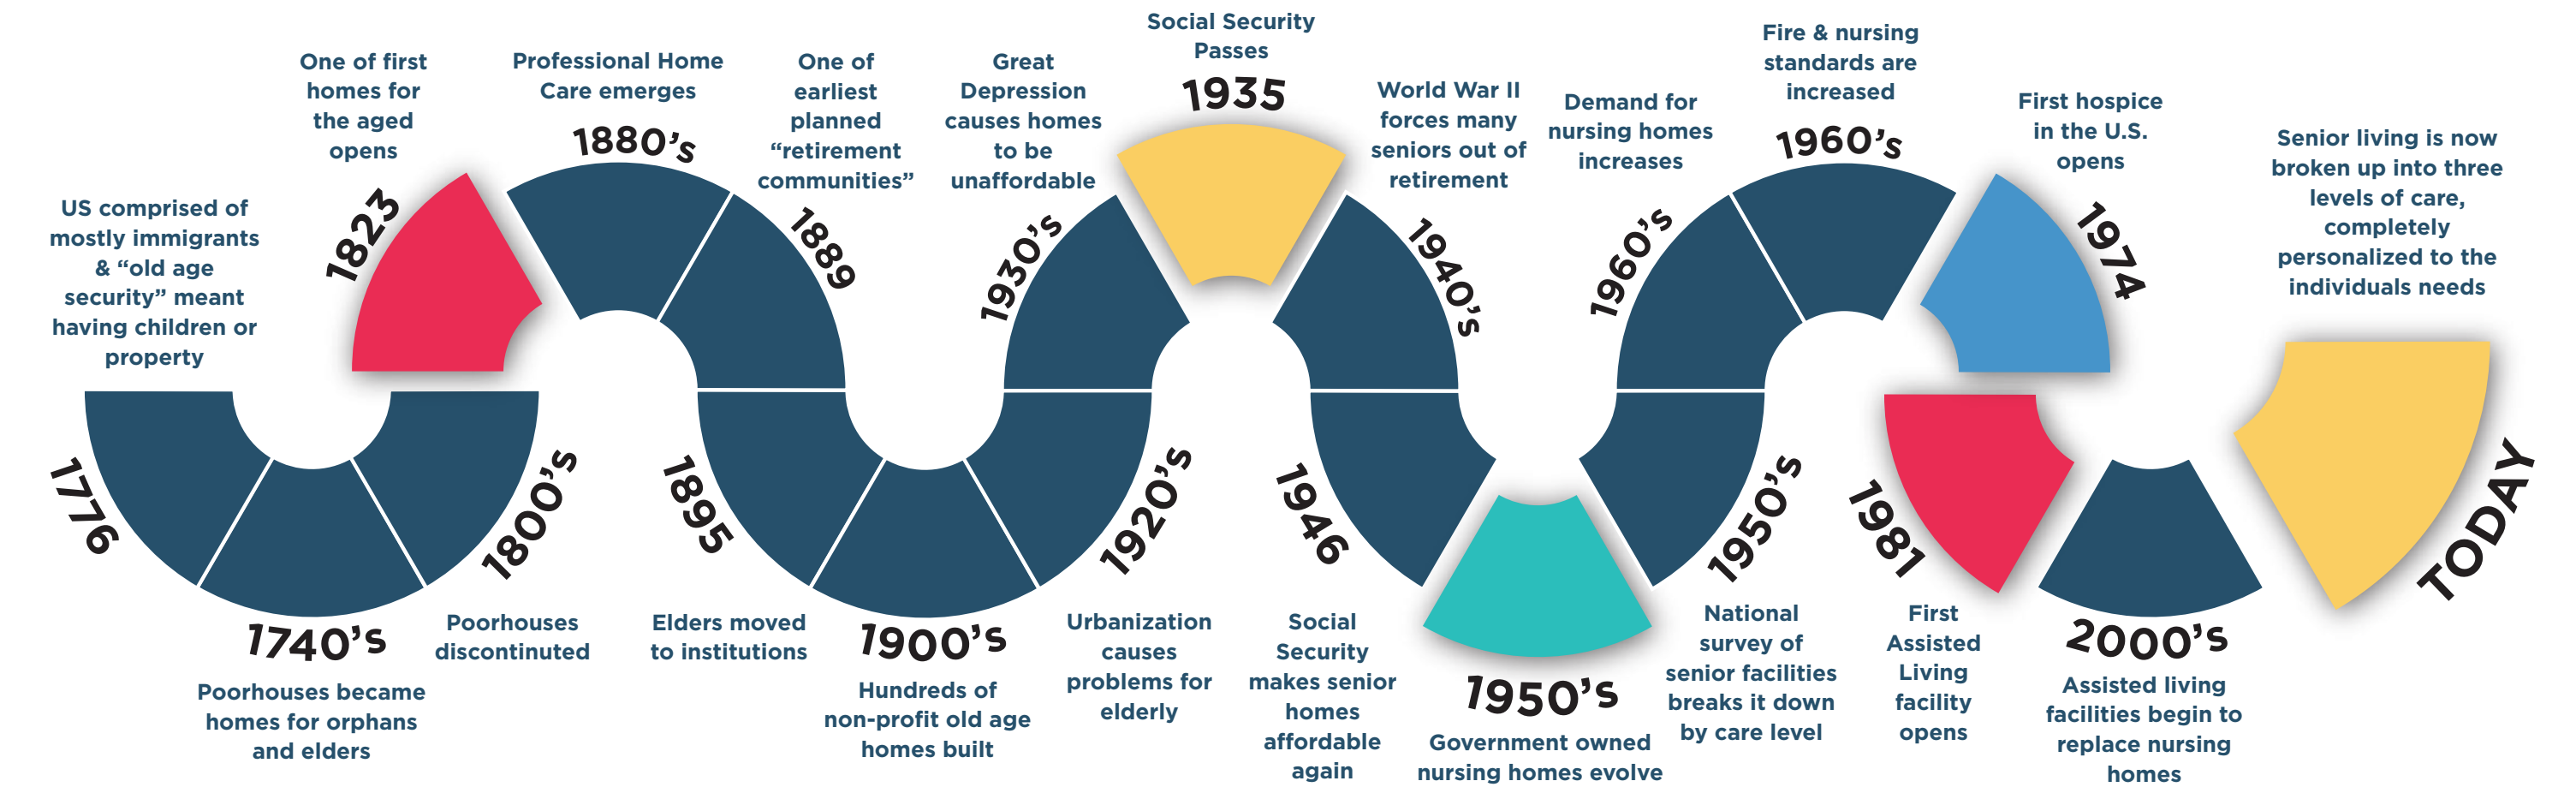 US comprised of
mostly immigrants
& “old age
security” meant
having children or
property
1776
1740’s
Poorhouses became
homes for orphans
and elders
1800’s
Poorhouses
discontinued
One of first
homes for
the aged
opens
1823
Professional Home
Care emerges
1880’s
One of
earliest
planned
“retirement
communities”
1889
1895
Elders moved
to institutions
1900’s
Hundreds of
non-profit old age
homes built
1920’s
Urbanization
causes
problems for
elderly
Great
Depression
causes homes
to be
unaffordable
1930’s
Social Security
Passes
1935
World War II
forces many
seniors out of
retirement
1940’s
1946
Social
Security
makes senior
homes
affordable
again
1950’s
Government owned
nursing homes evolve
1950’s
National
survey of
senior facilities
breaks it down
by care level
Demand for
nursing homes
increases
1960’s
Fire & nursing
standards are
increased
1960’s
First hospice
in the U.S.
opens
1974
1981
First
Assisted
Living
facility
opens
2000’s
Assisted living
facilities begin to
replace nursing
homes
Senior living is now
broken up into three
levels of care,
completely
personalized to the
individuals needs
TODAY